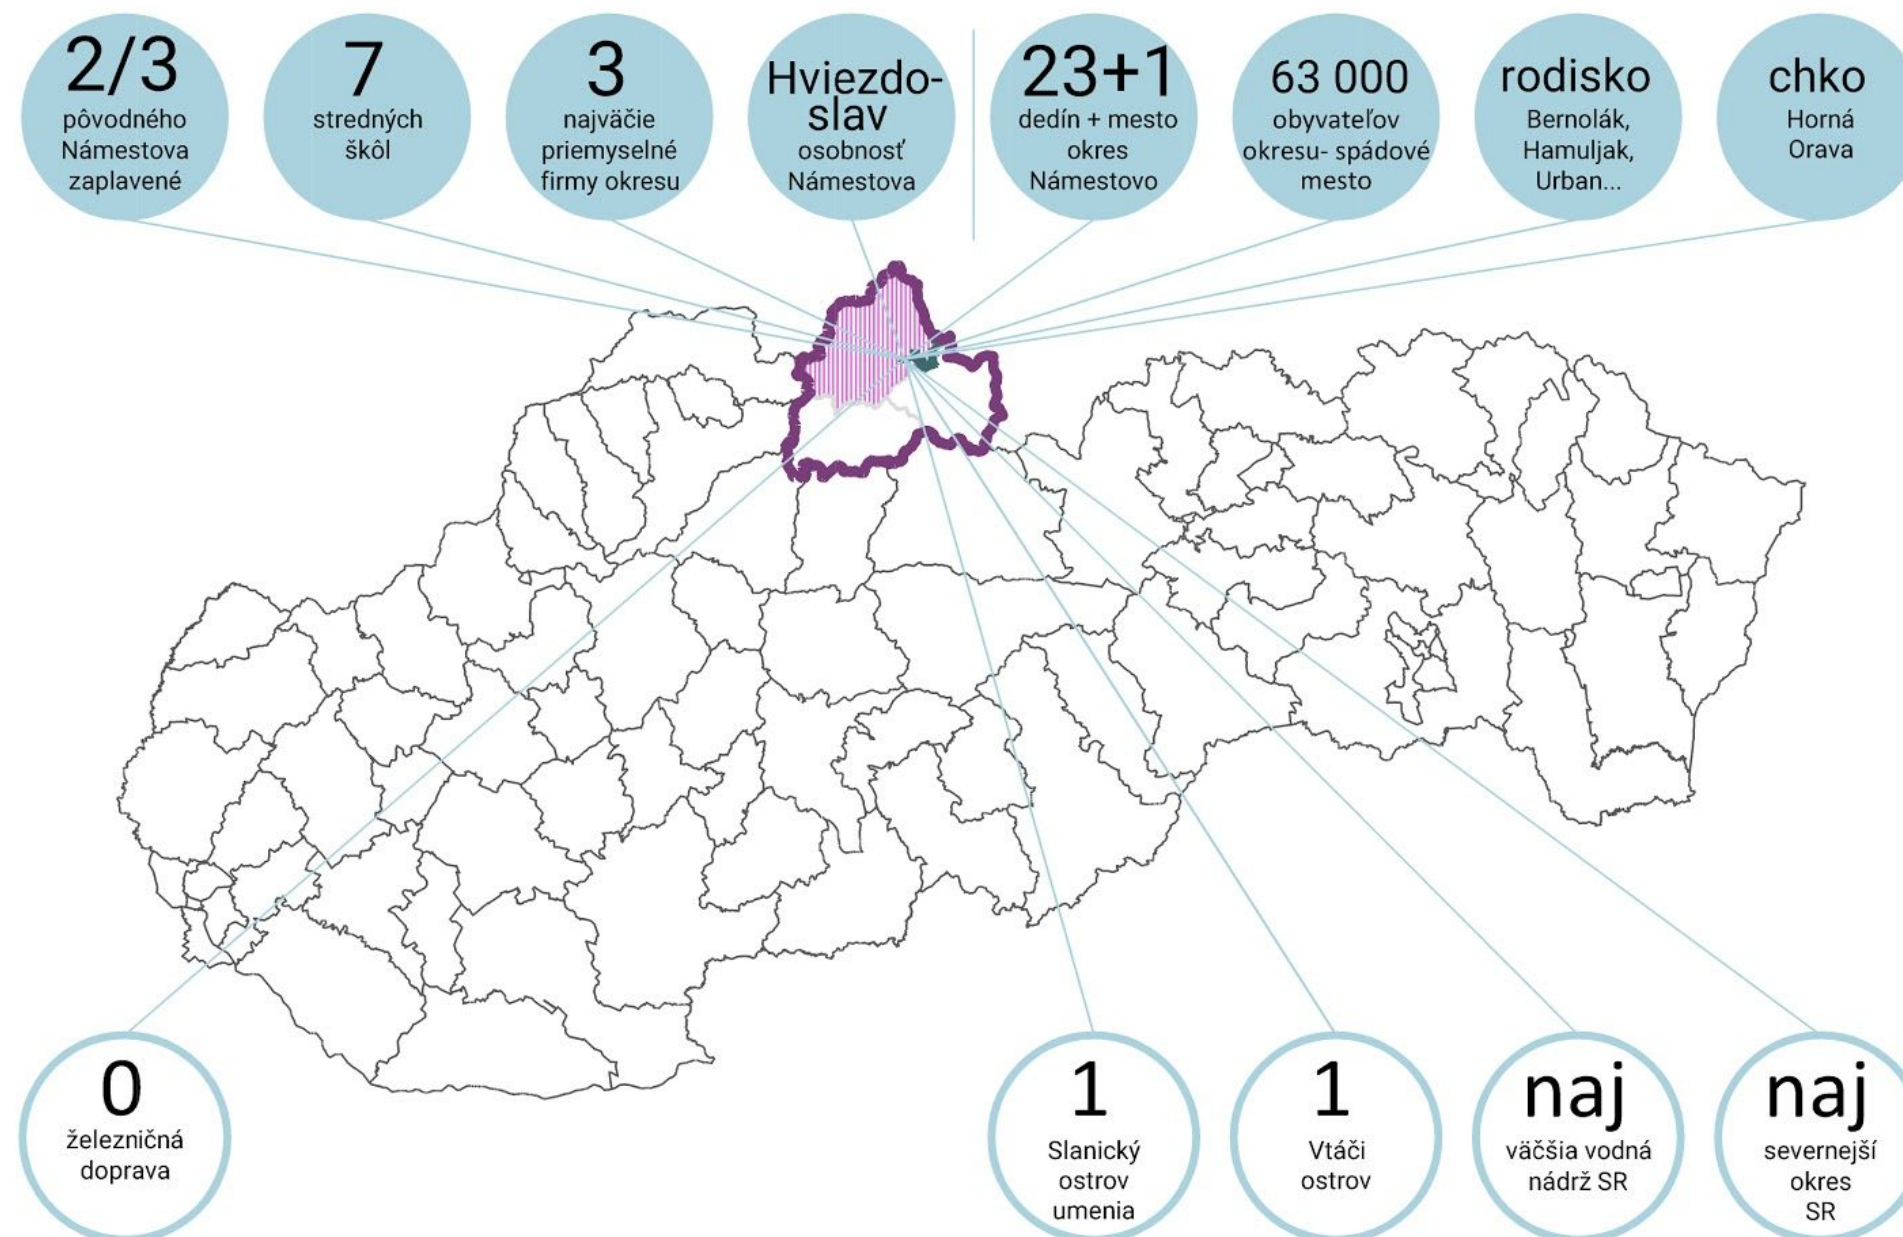 2/3
pôvodného
Námestova
zaplavené
7
stredných
škôl
3
najväčie
priemyselné
firmy okresu
Hviezdo-
slav
osobnosť
Námestova
23+1
dedín + mesto
okres
Námestovo
63 000
obyvateľov
okresu- spádové
mesto
rodisko
Bernolák,
Hamuljak,
Urban...
chko
Horná
Orava
0
železničná
doprava
1
Slanický
ostrov
umenia
1
Vtáči
ostrov
naj
väčšia vodná
nádrž SR
naj
severnejší
okres
SR